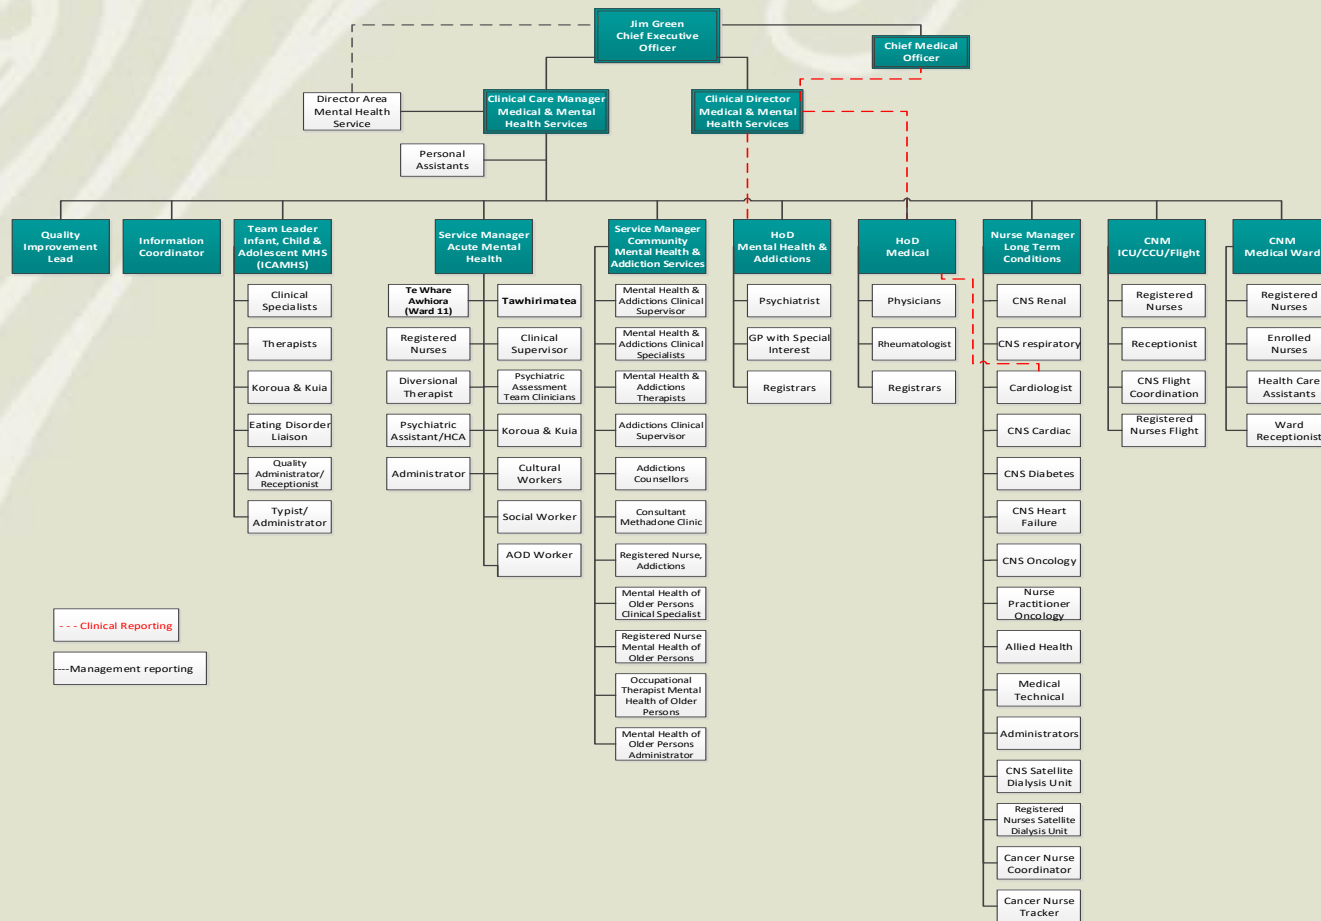 Jim Green
Chief Executive
Officer
Chief Medical
Officer
Director Area
Mental Health
Service
Clinical Care Manager
Medical & Mental
Health Services
Clinical Director
Medical & Mental
Health Services
Personal
Assistants
Quality
Improvement
Lead
Information
Coordinator
Team Leader
Infant, Child &
Adolescent MHS
(ICAMHS)
Service Manager
Acute Mental
Health
Service Manager
Community
Mental Health &
Addiction Services
HoD
Mental Health &
Addictions
HoD
Medical
Nurse Manager
Long Term
Conditions
CNM
ICU/CCU/Flight
CNM
Medical Ward
Clinical
Specialists
Therapists
Koroua & Kuia
Eating Disorder
Liaison
Quality
Administrator/
Receptionist
Typist/
Administrator
Te Whare
Awhiora
(Ward 11)
Registered
Nurses
Diversional
Therapist
Psychiatric
Assistant/HCA
Administrator
Tawhirimatea
Clinical
Supervisor
Psychiatric
Assessment
Team Clinicians
Koroua & Kuia
Cultural
Workers
Social Worker
AOD Worker
Mental Health &
Addictions Clinical
Supervisor
Mental Health &
Addictions Clinical
Specialists
Mental Health &
Addictions
Therapists
Addictions Clinical
Supervisor
Addictions
Counsellors
Consultant
Methadone Clinic
Registered Nurse,
Addictions
Mental Health of
Older Persons
Clinical Specialist
Registered Nurse
Mental Health of
Older Persons
Occupational
Therapist Mental
Health of Older
Persons
Mental Health of
Older Persons
Administrator
Psychiatrist
GP with Special
Interest
Registrars
Physicians
Rheumatologist
Registrars
CNS Renal
CNS respiratory
Cardiologist
CNS Cardiac
CNS Diabetes
CNS Heart
Failure
CNS Oncology
Nurse
Practitioner
Oncology
Allied Health
Medical
Technical
Administrators
CNS Satellite
Dialysis Unit
Registered
Nurses Satellite
Dialysis Unit
Cancer Nurse
Coordinator
Cancer Nurse
Tracker
Registered
Nurses
Receptionist
CNS Flight
Coordination
Registered
Nurses Flight
Registered
Nurses
Enrolled
Nurses
Health Care
Assistants
Ward
Receptionist
- - - Clinical Reporting
----Management reporting